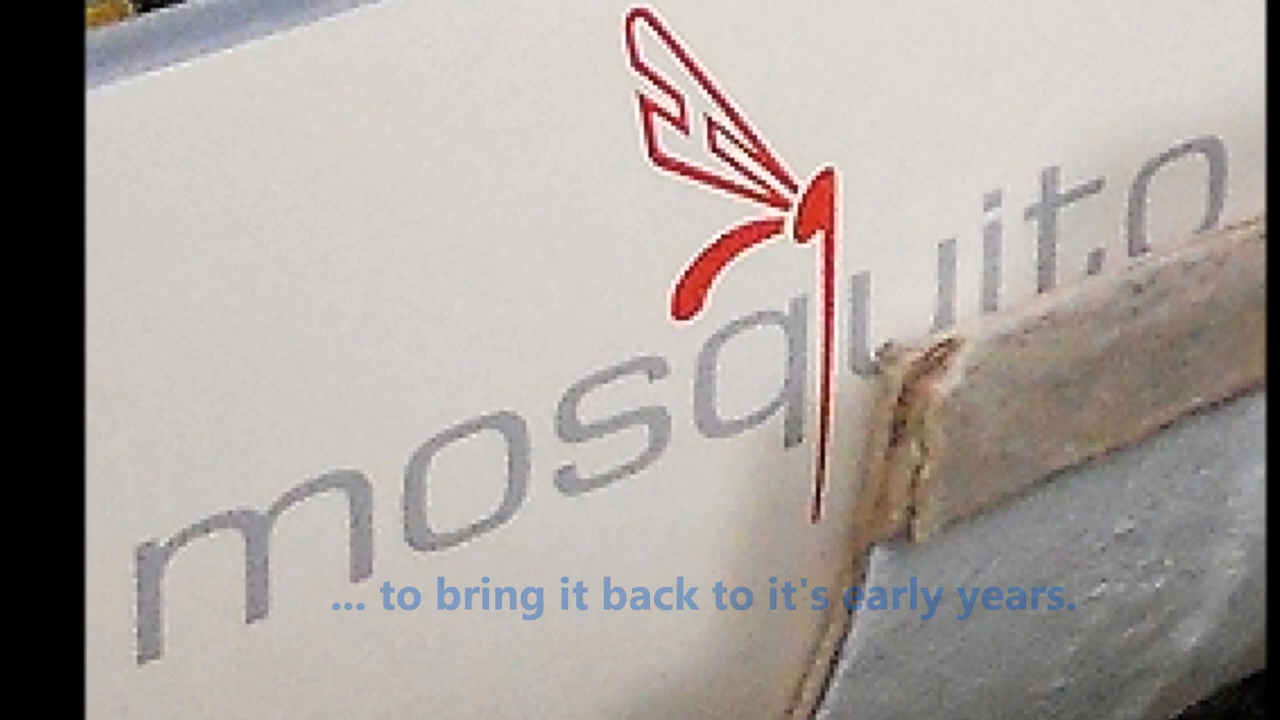 mosquit.o
... to bring it back to it's early years.